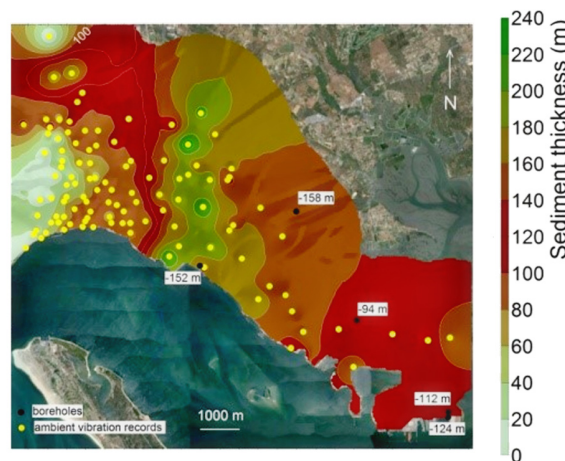 100
N
-158 m
-152 m
-94 m
-112 m
-124 m
boreholes
ambient vibration records
1000 m
240
220
200
180
160
140
120
100
80
60
40
20
0
Sediment thickness (m)